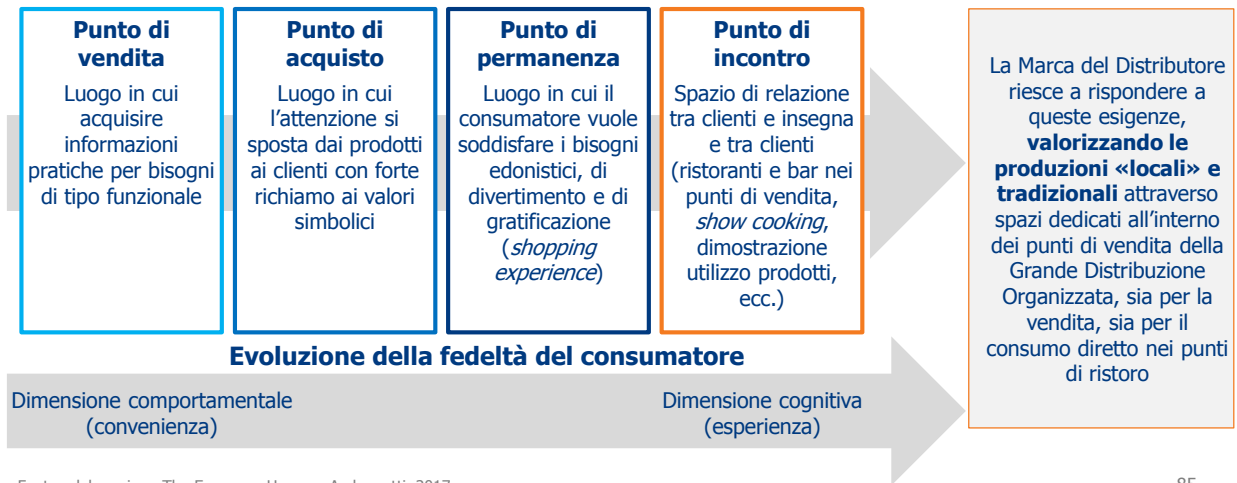 Punto di
vendita
Luogo in cui
acquisire
informazioni
pratiche per bisogni
di tipo funzionale
Punto di
acquisto
Luogo in cui
l'attenzione si
sposta dai prodotti
ai clienti con forte
richiamo ai valori
simbolici
Punto di
permanenza
Luogo in cui il
consumatore vuole
soddisfare i bisogni
edonistici, di
divertimento e di
gratificazione
(shopping
experience)
Punto di
incontro
Spazio di relazione
tra clienti e insegna
e tra clienti
(ristoranti e bar nei
punti di vendita,
show cooking,
dimostrazione
utilizzo prodotti,
ecc.)
La Marca del Distributore
riesce a rispondere a
queste esigenze,
valorizzando le
produzioni «locali» e
tradizionali attraverso
spazi dedicati all'interno
dei punti di vendita della
Grande Distribuzione
Organizzata, sia per la
vendita, sia per il
consumo diretto nei punti
di ristoro
Evoluzione della fedeltà del consumatore
Dimensione comportamentale
(convenienza)
Dimensione cognitiva
(esperienza)
85